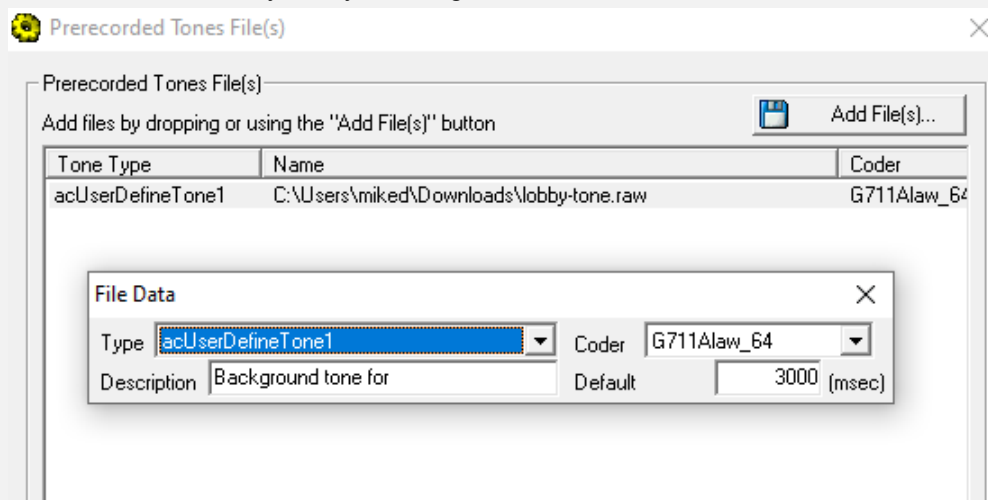 Prerecorded Tones File(s)
Prerecorded Tones File(s)
Add files by dropping or using the "Add File(s)" button
Add File(s)...
Tone Type Name Coder
acUserDefineTone1 C:\Users\miked\Downloads\lobby-tone.raw G711Alaw_64
File Data
Type acUserDefineTone1 Coder G711Alaw_64
Description Background tone for Default 3000 (msec)